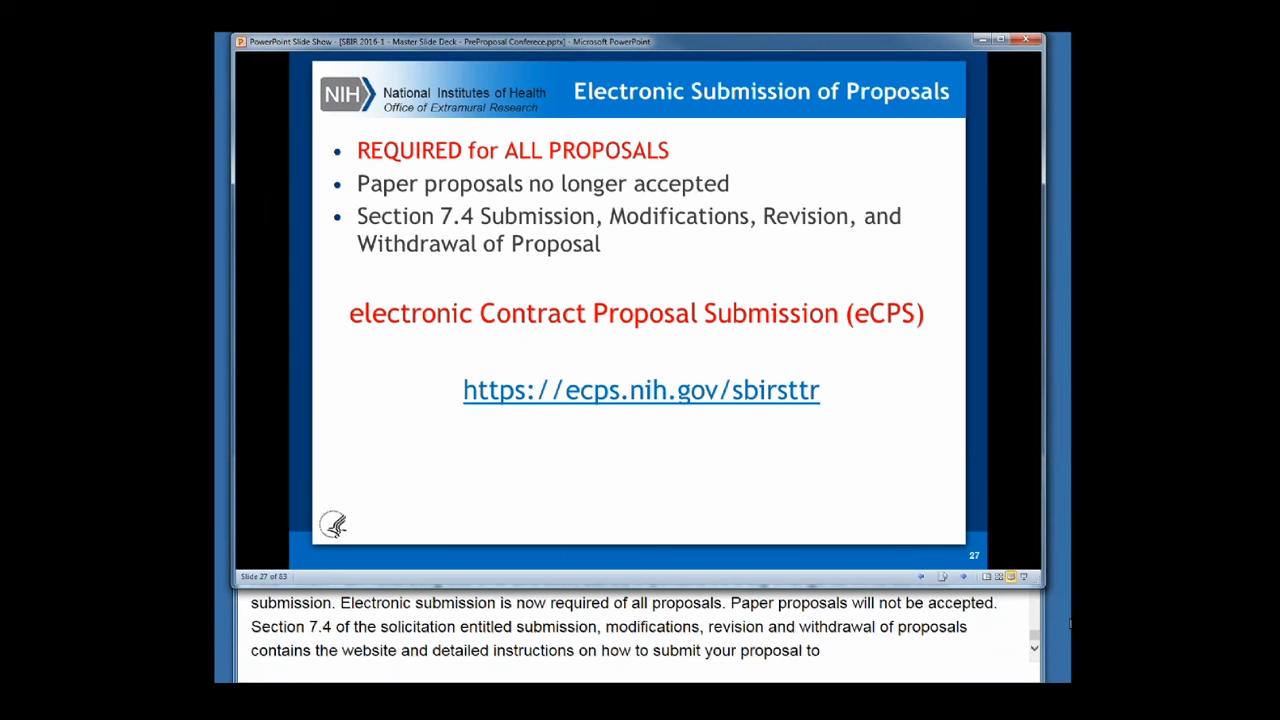 PowerPoint Slide Show - [SBIR 2016-1 - Master Slide Deck - PreProposal Conferece.pptx] - Microsoft PowerPoint
NIH National Institutes of Health
Office of Extramural Research
Electronic Submission of Proposals
• REQUIRED for ALL PROPOSALS
• Paper proposals no longer accepted
• Section 7.4 Submission, Modifications, Revision, and
Withdrawal of Proposal
electronic Contract Proposal Submission (eCPS)
https://ecps.nih.gov/sbirsttr
27
Slide 27 of 83
submission. Electronic submission is now required of all proposals. Paper proposals will not be accepted.
Section 7.4 of the solicitation entitled submission, modifications, revision and withdrawal of proposals
contains the website and detailed instructions on how to submit your proposal to